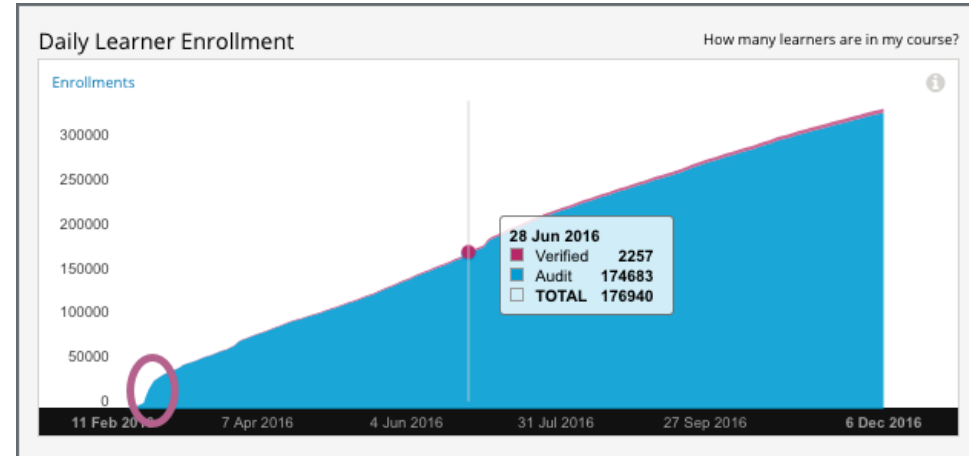 Daily Learner Enrollment
How many learners are in my course?
Enrollments
300000
250000
200000
150000
100000
50000
0
28 Jun 2016
Verified 2257
Audit 174683
TOTAL 176940
11 Feb 2016
7 Apr 2016
4 Jun 2016
31 Jul 2016
27 Sep 2016
6 Dec 2016